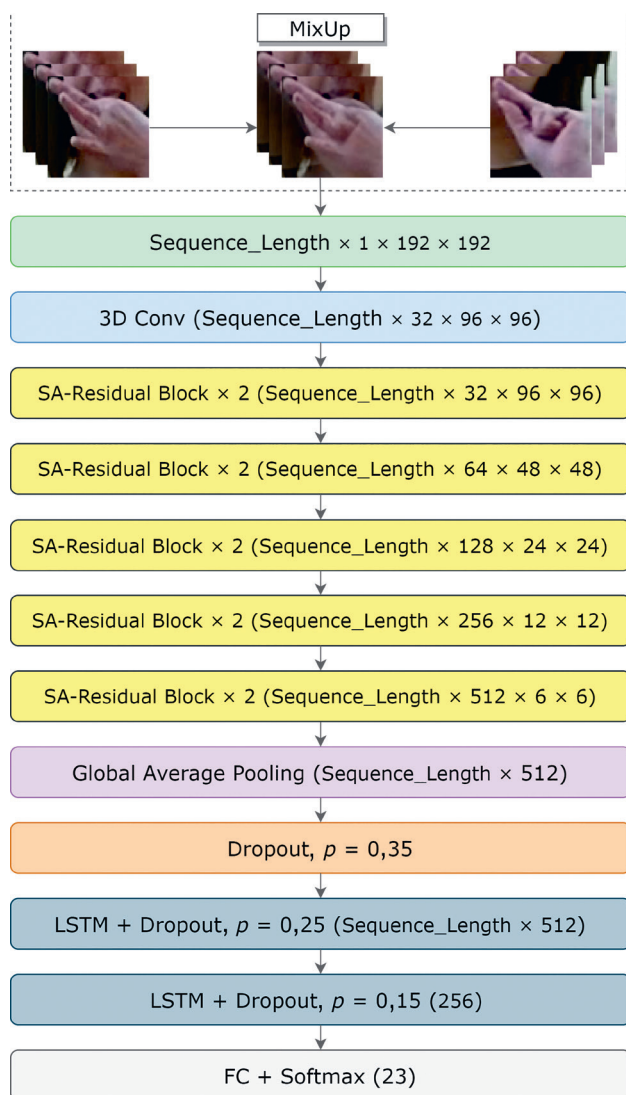 MixUp
Sequence_Length × 1 × 192 × 192
3D Conv (Sequence_Length × 32 × 96 × 96)
SA-Residual Block × 2 (Sequence_Length × 32 × 96 × 96)
SA-Residual Block × 2 (Sequence_Length × 64 × 48 × 48)
SA-Residual Block × 2 (Sequence_Length × 128 × 24 × 24)
SA-Residual Block × 2 (Sequence_Length × 256 × 12 × 12)
SA-Residual Block × 2 (Sequence_Length × 512 × 6 × 6)
Global Average Pooling (Sequence_Length × 512)
Dropout, p = 0,35
LSTM + Dropout, p = 0,25 (Sequence_Length × 512)
LSTM + Dropout, p = 0,15 (256)
FC + Softmax (23)